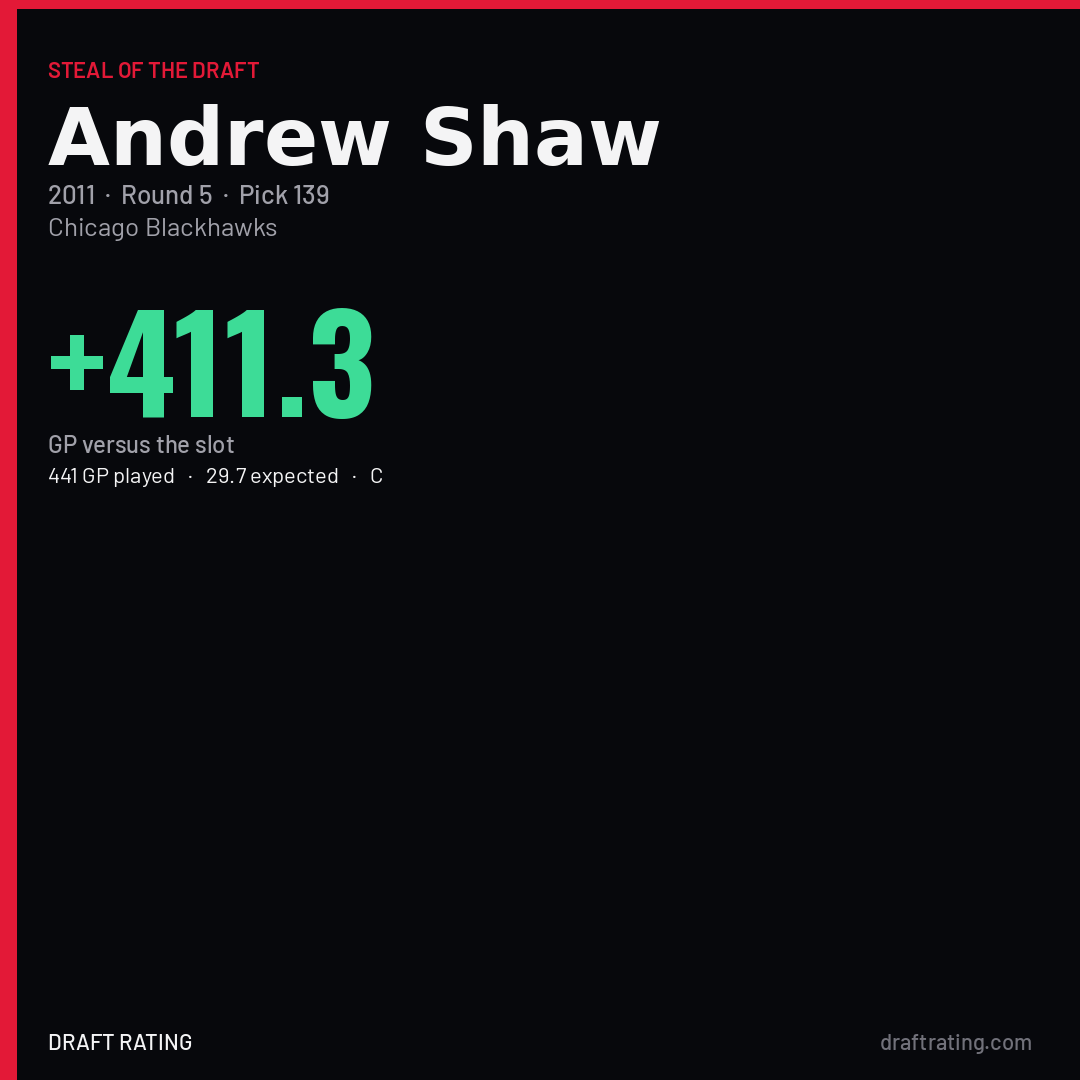 STEAL OF THE DRAFT
Andrew Shaw
2011 · Round 5 · Pick 139
Chicago Blackhawks
+411.3
GP versus the slot
441 GP played · 29.7 expected · C
DRAFT RATING
draftrating.com